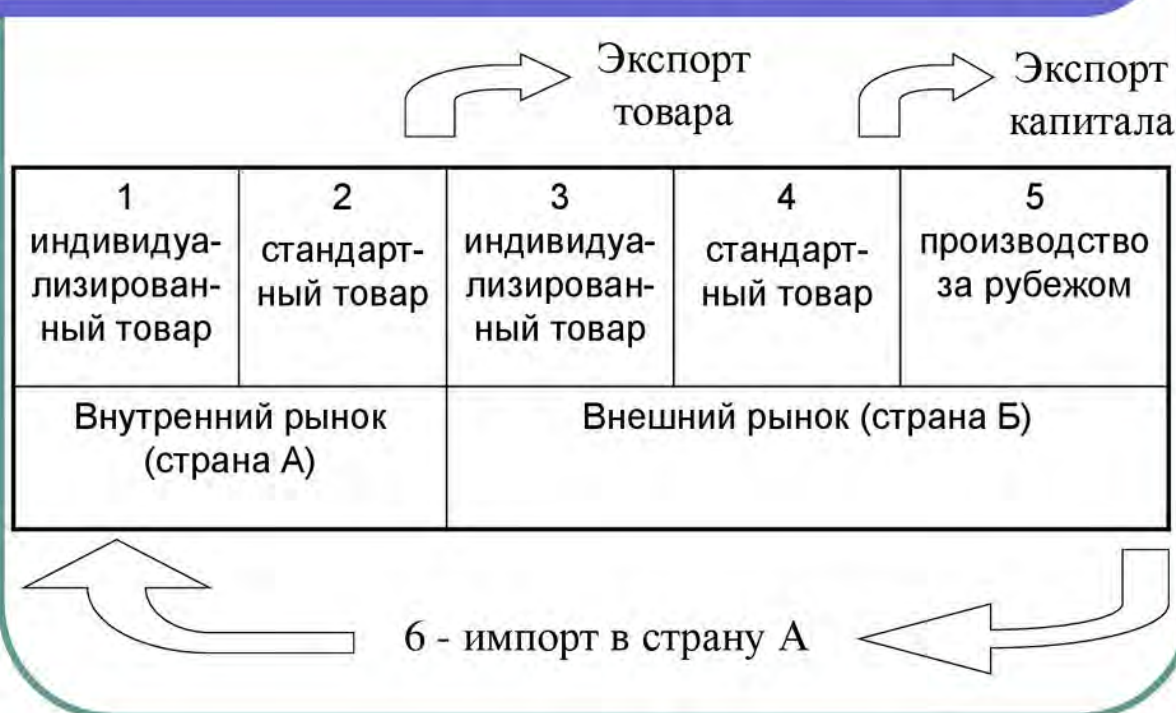 Экспорт
товара
Экспорт
капитала
1
индивидуа-
лизирован-
ный товар
2
стандарт-
ный товар
3
индивидуа-
лизирован-
ный товар
4
стандарт-
ный товар
5
производство
за рубежом
Внутренний рынок
(страна А)
Внешний рынок (страна Б)
6 - импорт в страну А